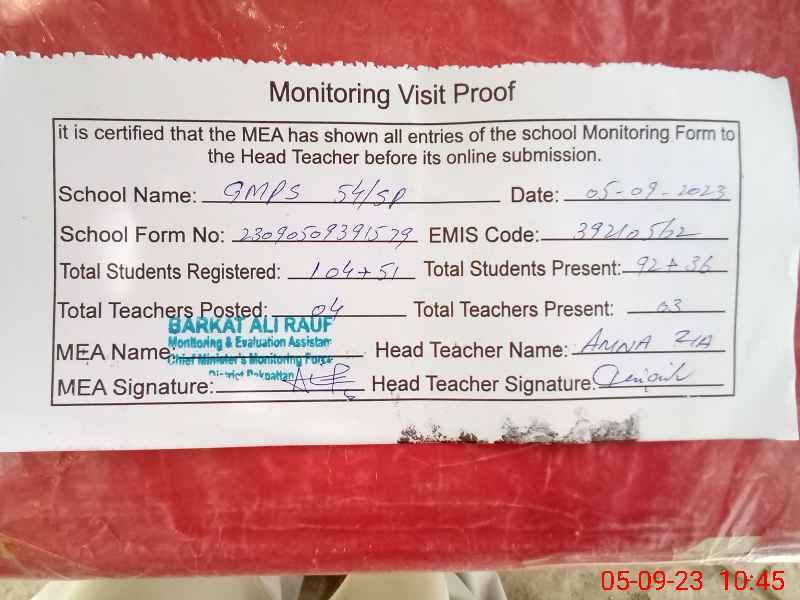 Monitoring Visit Proof
it is certified that the MEA has shown all entries of the school Monitoring Form to
the Head Teacher before its online submission.
School Name: GMPS 54/SP Date: 05-09-2023
School Form No: 23090509391579 EMIS Code: 39210562
Total Students Registered: 104+51 Total Students Present: 92+36
Total Teachers Posted: 04 Total Teachers Present: 03
BARKAT ALI RAUF
Monitoring & Evaluation Assistant
MEA Name: Head Teacher Name: AMNA ZIA
Chief Minister's Monitoring Force
District Pakpattan
MEA Signature: Head Teacher Signature.
05-09-23 10:45